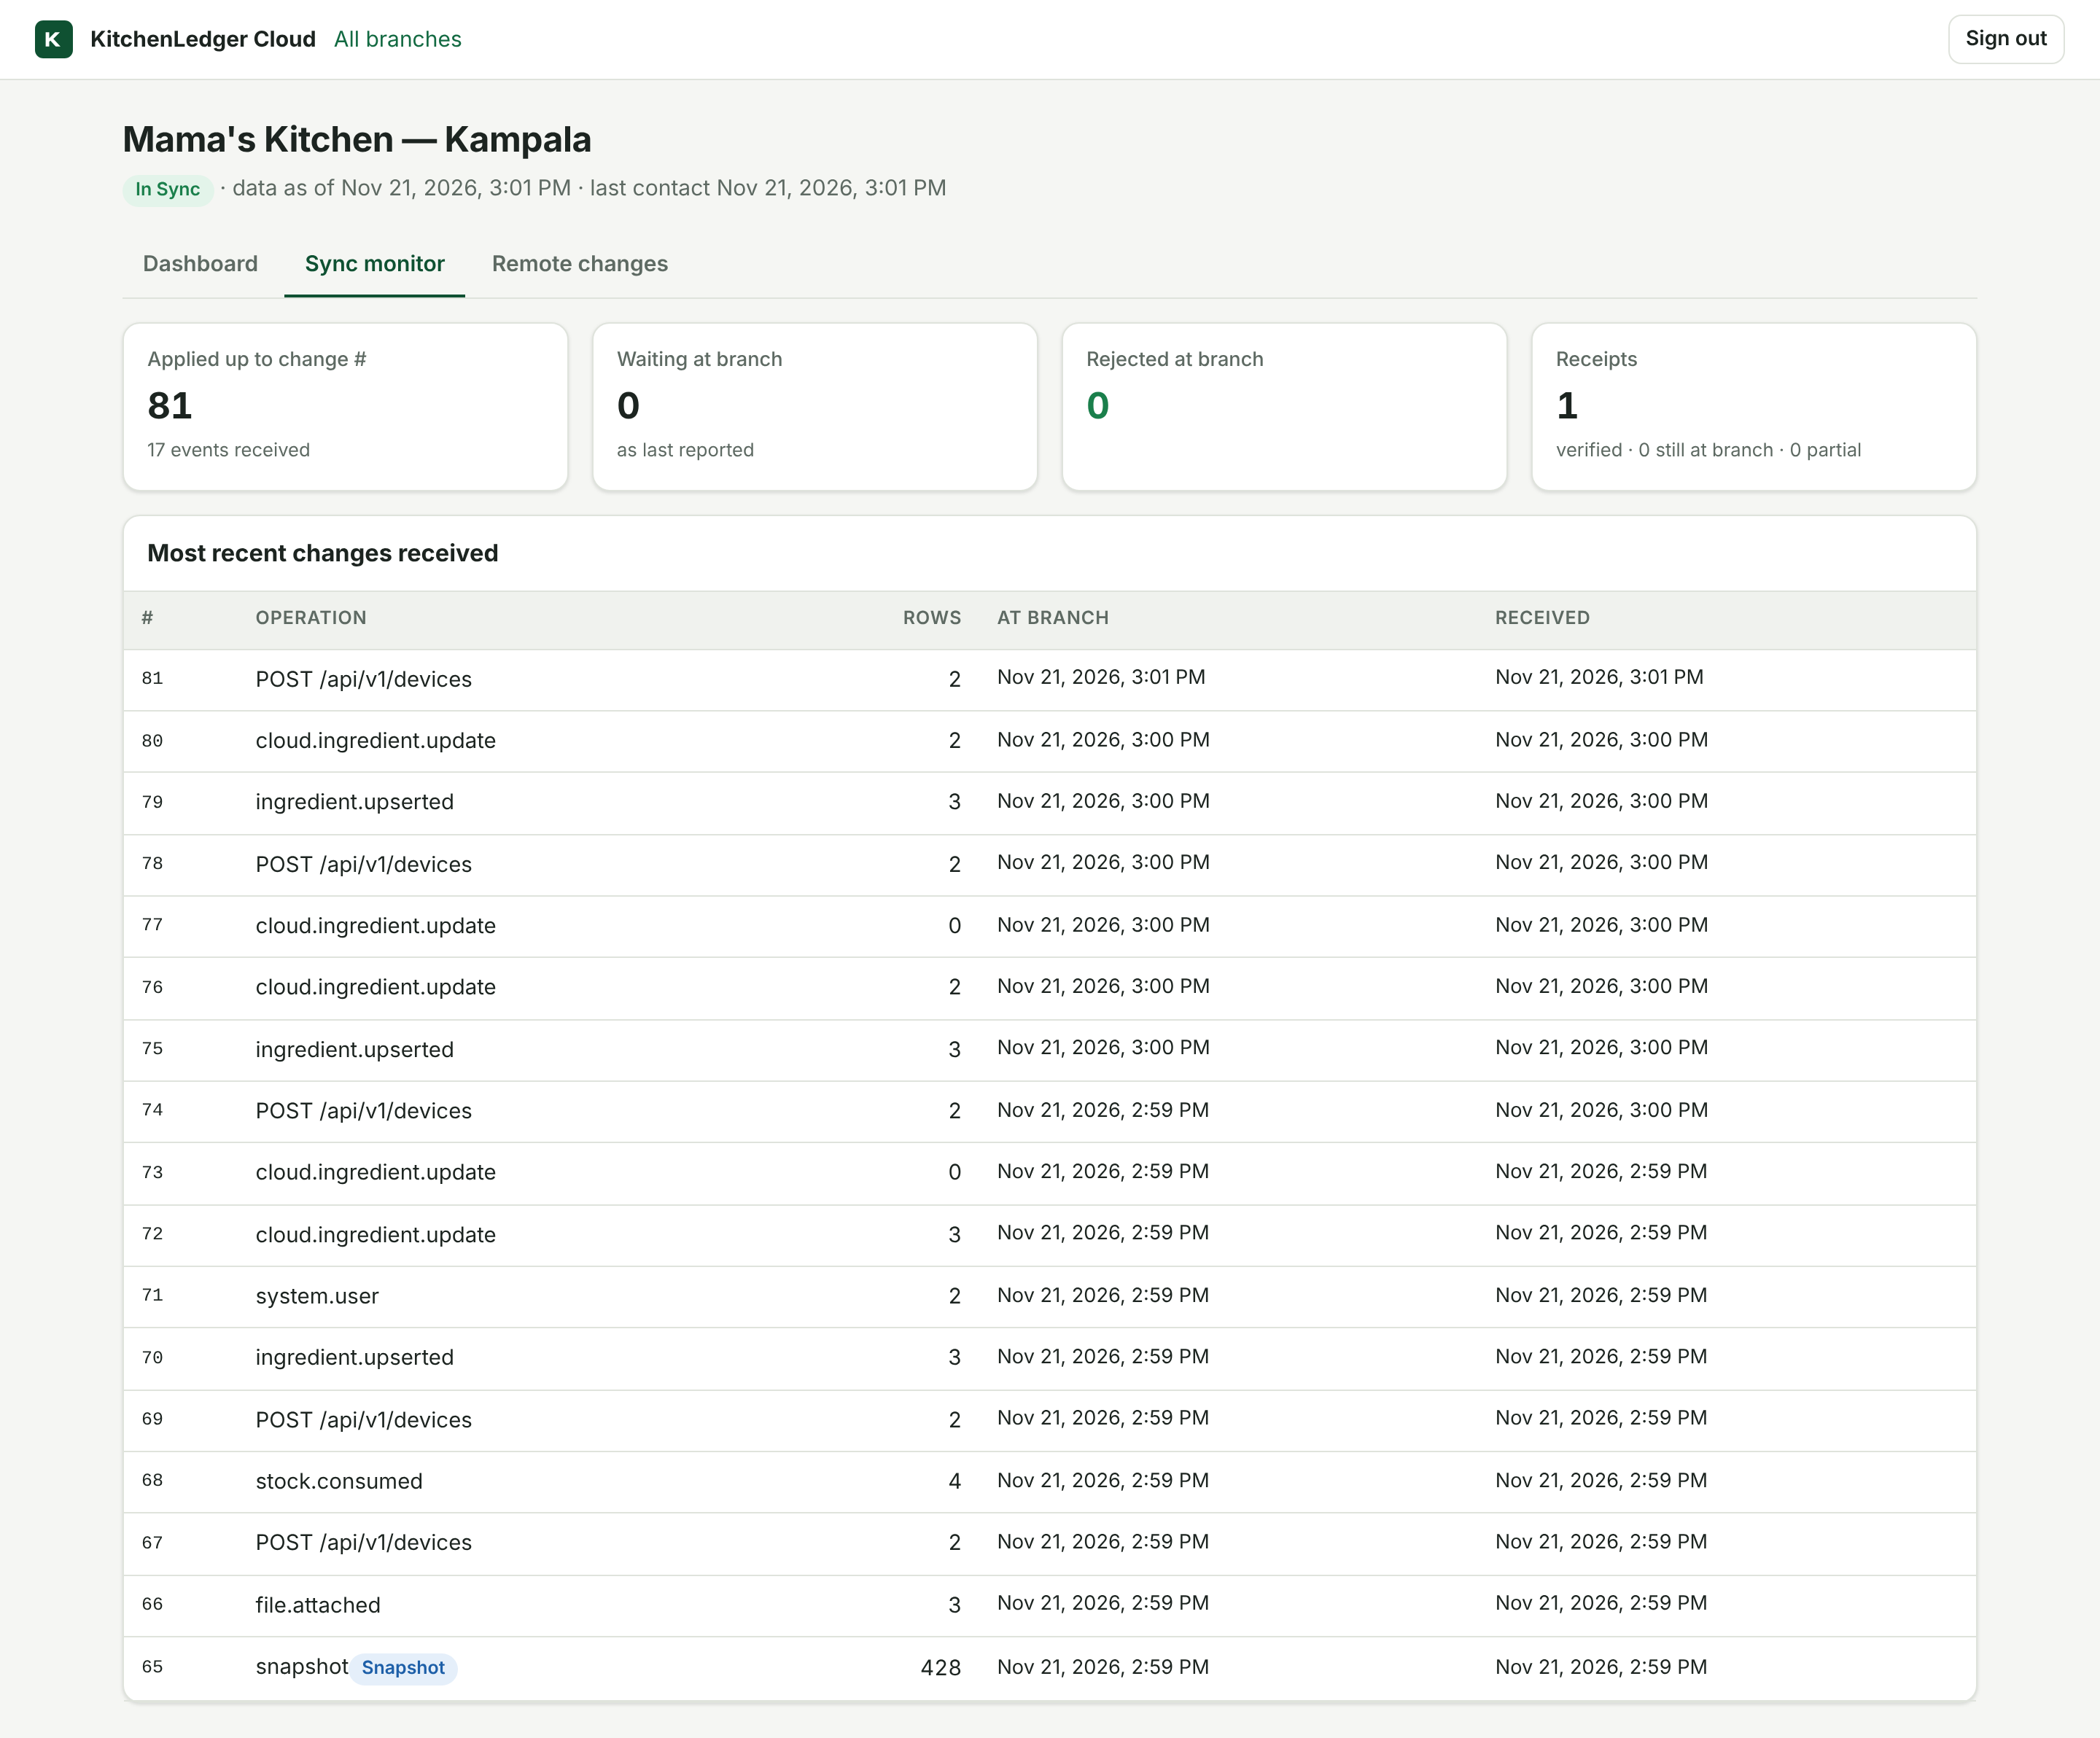 K KitchenLedger Cloud All branches Sign out
Mama's Kitchen — Kampala
In Sync · data as of Nov 21, 2026, 3:01 PM · last contact Nov 21, 2026, 3:01 PM
Dashboard Sync monitor Remote changes
Applied up to change #
81
17 events received
Waiting at branch
0
as last reported
Rejected at branch
0
Receipts
1
verified · 0 still at branch · 0 partial
Most recent changes received
# OPERATION ROWS AT BRANCH RECEIVED
81 POST /api/v1/devices 2 Nov 21, 2026, 3:01 PM Nov 21, 2026, 3:01 PM
80 cloud.ingredient.update 2 Nov 21, 2026, 3:00 PM Nov 21, 2026, 3:00 PM
79 ingredient.upserted 3 Nov 21, 2026, 3:00 PM Nov 21, 2026, 3:00 PM
78 POST /api/v1/devices 2 Nov 21, 2026, 3:00 PM Nov 21, 2026, 3:00 PM
77 cloud.ingredient.update 0 Nov 21, 2026, 3:00 PM Nov 21, 2026, 3:00 PM
76 cloud.ingredient.update 2 Nov 21, 2026, 3:00 PM Nov 21, 2026, 3:00 PM
75 ingredient.upserted 3 Nov 21, 2026, 3:00 PM Nov 21, 2026, 3:00 PM
74 POST /api/v1/devices 2 Nov 21, 2026, 2:59 PM Nov 21, 2026, 3:00 PM
73 cloud.ingredient.update 0 Nov 21, 2026, 2:59 PM Nov 21, 2026, 2:59 PM
72 cloud.ingredient.update 3 Nov 21, 2026, 2:59 PM Nov 21, 2026, 2:59 PM
71 system.user 2 Nov 21, 2026, 2:59 PM Nov 21, 2026, 2:59 PM
70 ingredient.upserted 3 Nov 21, 2026, 2:59 PM Nov 21, 2026, 2:59 PM
69 POST /api/v1/devices 2 Nov 21, 2026, 2:59 PM Nov 21, 2026, 2:59 PM
68 stock.consumed 4 Nov 21, 2026, 2:59 PM Nov 21, 2026, 2:59 PM
67 POST /api/v1/devices 2 Nov 21, 2026, 2:59 PM Nov 21, 2026, 2:59 PM
66 file.attached 3 Nov 21, 2026, 2:59 PM Nov 21, 2026, 2:59 PM
65 snapshot Snapshot 428 Nov 21, 2026, 2:59 PM Nov 21, 2026, 2:59 PM